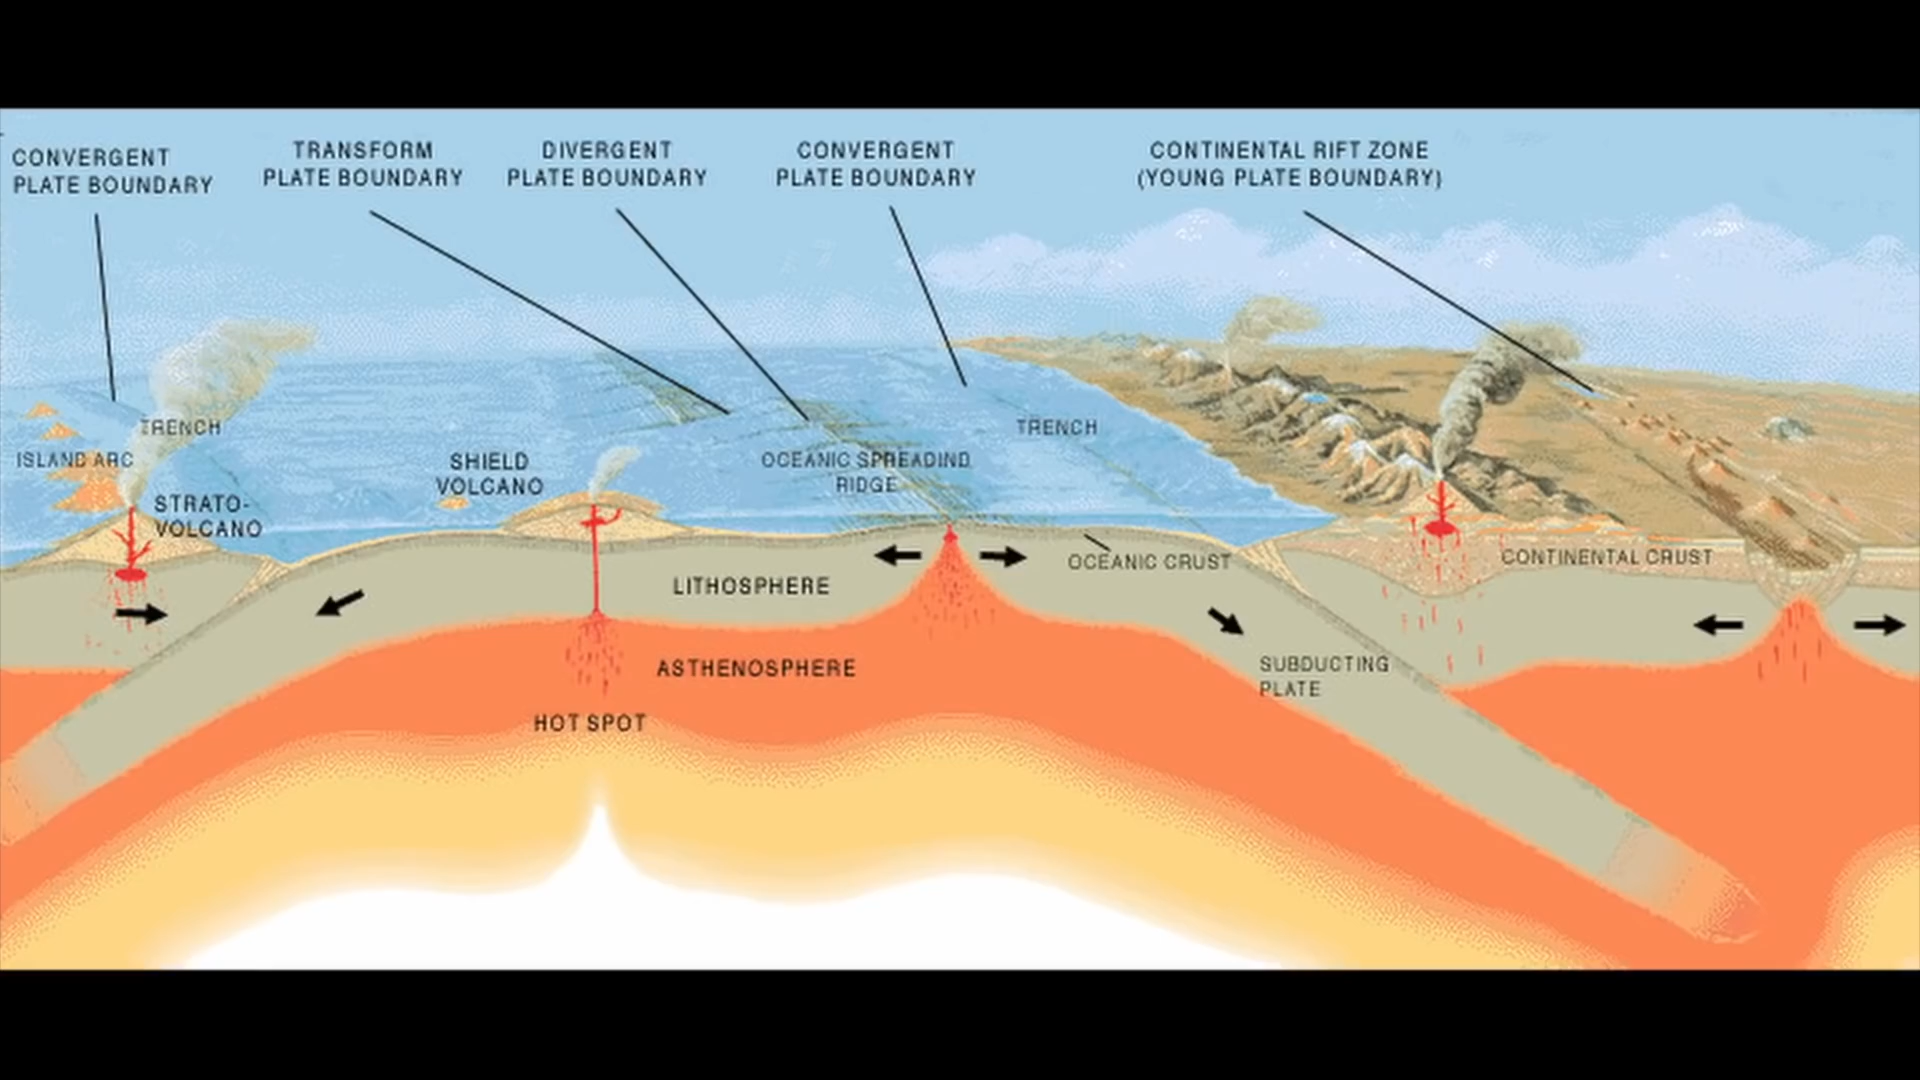 CONVERGENT
PLATE BOUNDARY
TRANSFORM
PLATE BOUNDARY
DIVERGENT
PLATE BOUNDARY
CONVERGENT
PLATE BOUNDARY
CONTINENTAL RIFT ZONE
(YOUNG PLATE BOUNDARY)
TRENCH
ISLAND ARC
STRATO-
VOLCANO
SHIELD
VOLCANO
OCEANIC SPREADIND
RIDGE
TRENCH
LITHOSPHERE
OCEANIC CRUST
CONTINENTAL CRUST
ASTHENOSPHERE
SUBDUCTING
PLATE
HOT SPOT